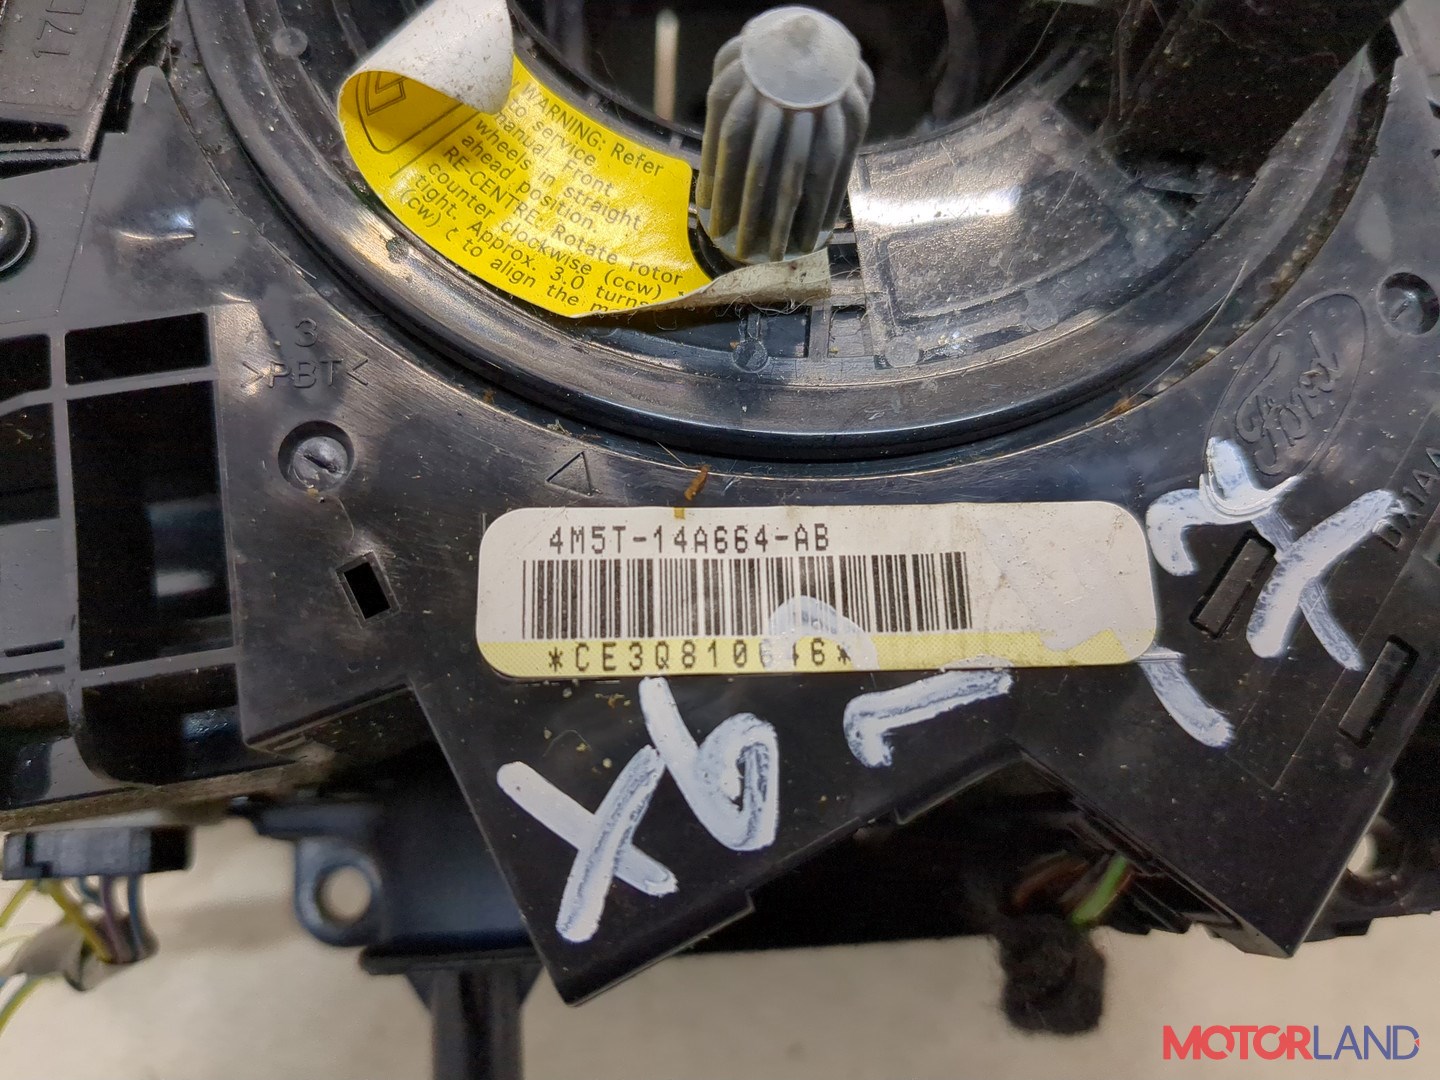 WARNING: Refer
to service
manual. Front
wheels in straight
ahead position.
RE-CENTRE: Rotate rotor
counter clockwise (ccw)
tight. Approx. 3.0 turns
(cw)
to align the
3
>PBT<
Ford
4M5T-14A664-AB
MOTORLAND